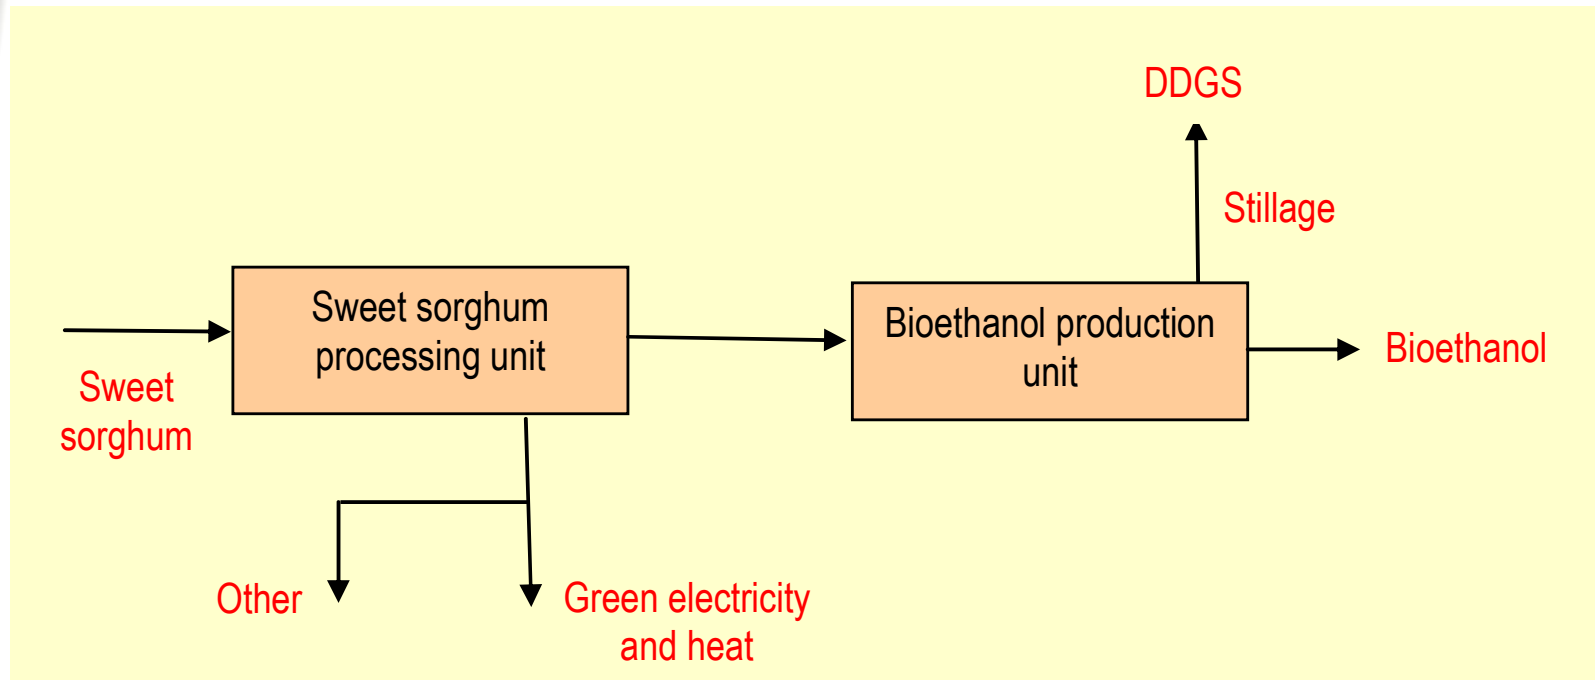 DDGS
Stillage
Sweet sorghum
processing unit
Bioethanol production
unit
Bioethanol
Sweet
sorghum
Other
Green electricity
and heat